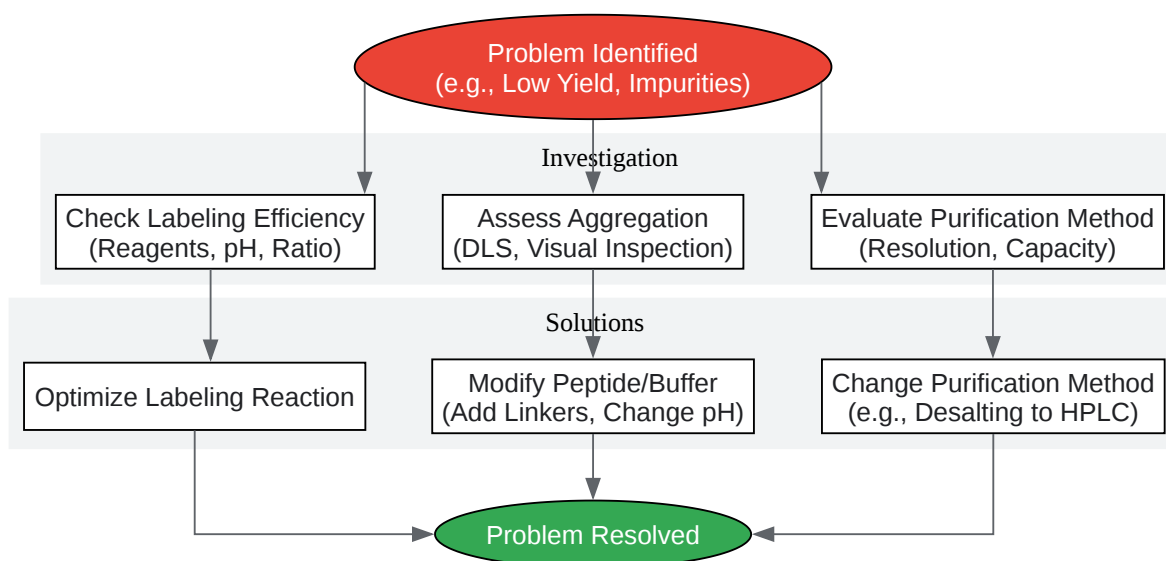 Problem Identified
(e.g., Low Yield, Impurities)
Investigation
Check Labeling Efficiency
(Reagents, pH, Ratio)
Assess Aggregation
(DLS, Visual Inspection)
Evaluate Purification Method
(Resolution, Capacity)
Solutions
Optimize Labeling Reaction
Modify Peptide/Buffer
(Add Linkers, Change pH)
Change Purification Method
(e.g., Desalting to HPLC)
Problem Resolved